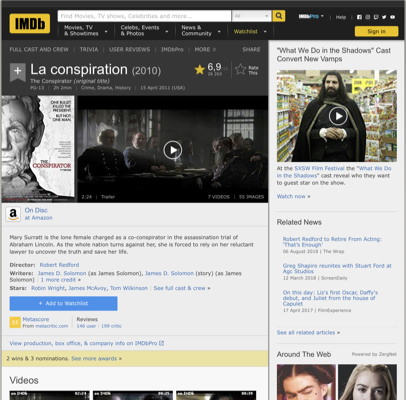 IMDb
Find Movies, TV shows, Celebrities and more...
All
Movies, TV & Showtimes
Celebs, Events & Photos
News & Community
Watchlist
IMDbPro
Help
Sign in
FULL CAST AND CREW | TRIVIA | USER REVIEWS | IMDbPro | MORE
SHARE
La conspiration (2010)
The Conspirator (original title)
PG-13 | 2h 2min | Crime, Drama, History | 15 April 2011 (USA)
6,9
Rate This
ONE BULLET KILLED THE PRESIDENT
BUT NOT ONE MAN.
THE CONSPIRATOR
2:24 | Trailer
7 VIDEOS | 55 IMAGES
On Disc
at Amazon
Mary Surratt is the lone female charged as a co-conspirator in the assassination trial of
Abraham Lincoln. As the whole nation turns against her, she is forced to rely on her reluctant
lawyer to uncover the truth and save her life.
Director: Robert Redford
Writers: James D. Solomon (as James Solomon), James D. Solomon (story) (as James
Solomon) | 1 more credit »
Stars: Robin Wright, James McAvoy, Tom Wilkinson | See full cast & crew »
+ Add to Watchlist
Metascore
From metacritic.com
Reviews
146 user | 199 critic
View production, box office, & company info on IMDbPro
2 wins & 3 nominations. See more awards »
Videos
"What We Do in the Shadows" Cast
Convert New Vamps
At the SXSW Film Festival the "What We Do
in the Shadows" cast reveal who they want
to guest star on the show.
Watch now »
Related News
Robert Redford to Retire From Acting:
'That's Enough'
06 August 2018 | The Wrap
Greg Shapiro reunites with Stuart Ford at
Agc Studios
12 March 2018 | ScreenDaily
On this day: Liz's first Oscar, Daffy's
debut, and Juliet from the house of
Capulet
17 April 2017 | FilmExperience
See all related articles »
Around The Web
Powered by ZergNet